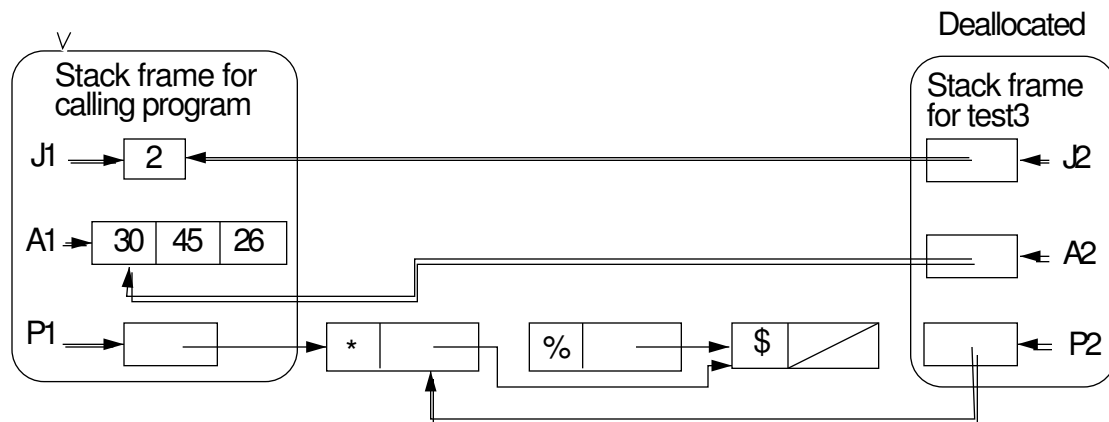 Deallocated
Stack frame for
calling program
Stack frame
for test3
J1
2
J2
A1
30 45 26
A2
P1
*
%
$
P2